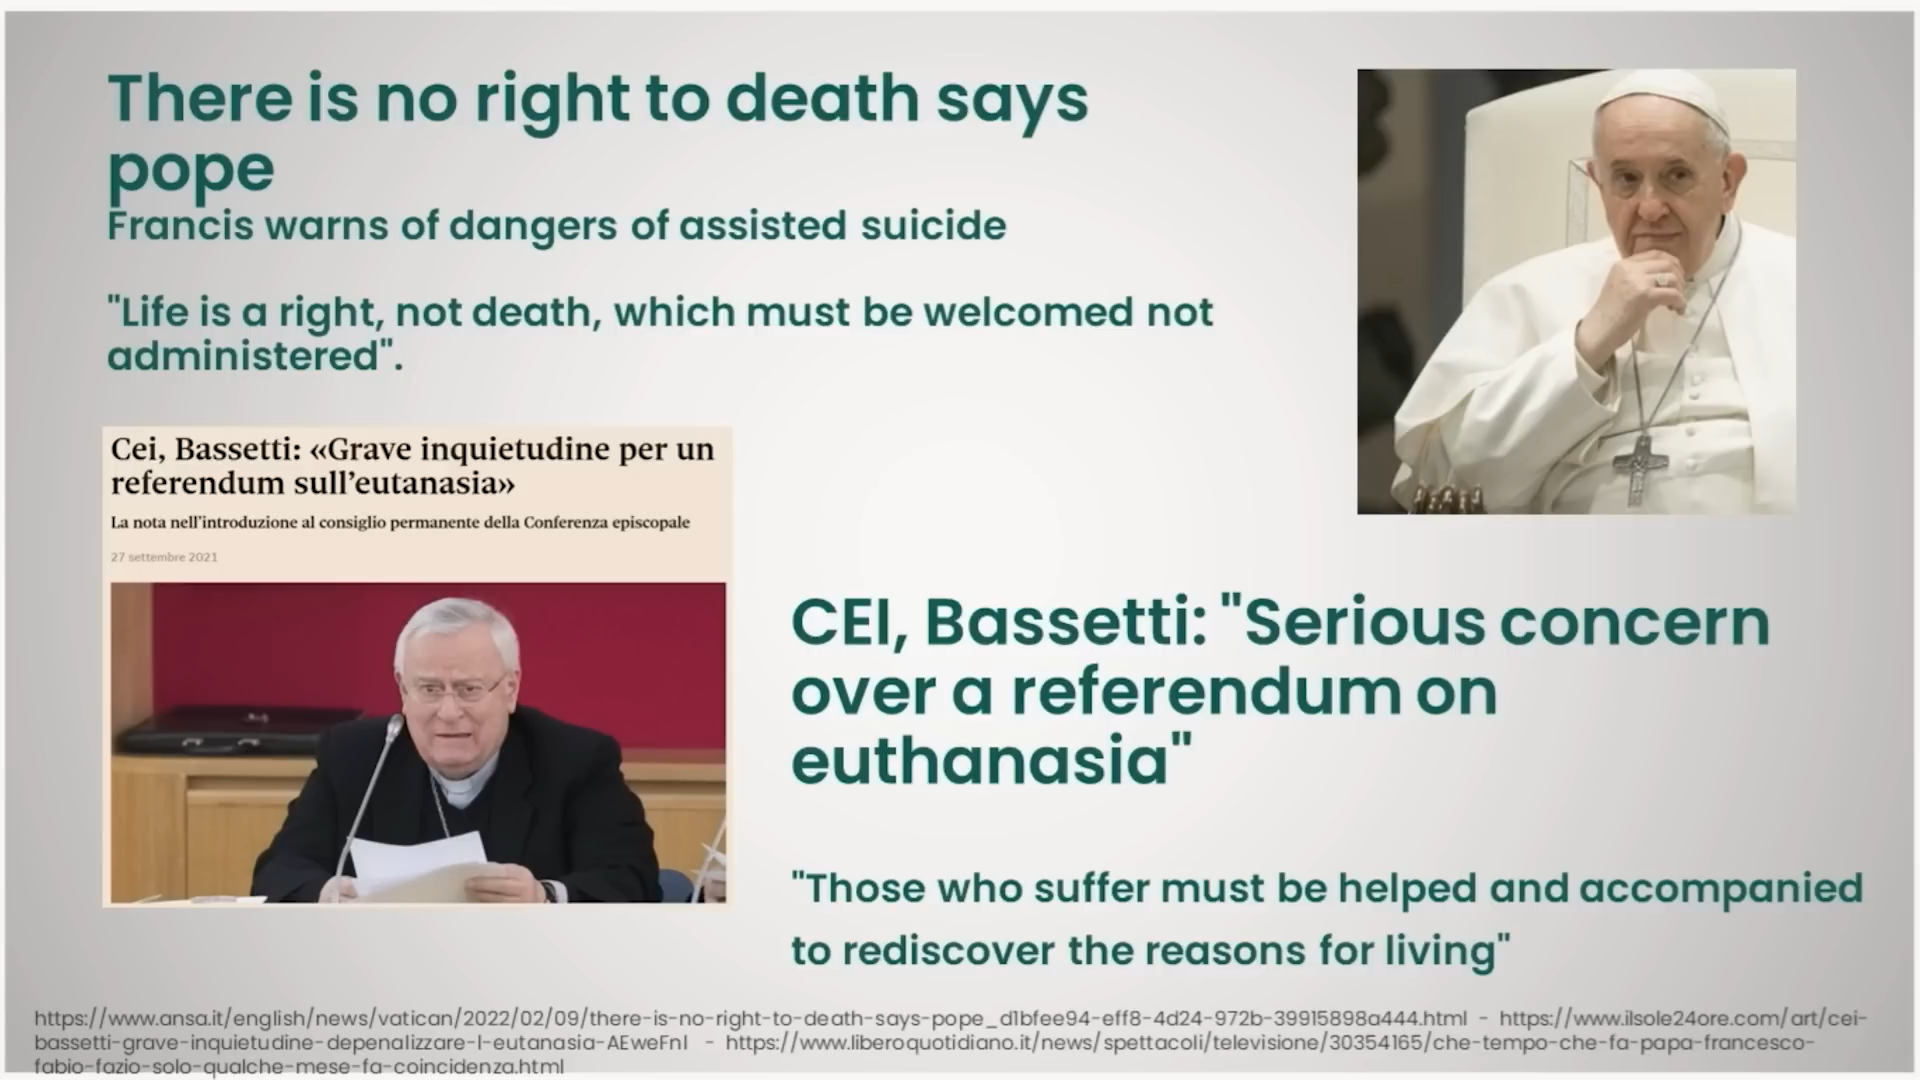 There is no right to death says
pope
Francis warns of dangers of assisted suicide
"Life is a right, not death, which must be welcomed not
administered".
Cei, Bassetti: «Grave inquietudine per un
referendum sull’eutanasia»
La nota nell’introduzione al consiglio permanente della Conferenza episcopale
27 settembre 2021
CEI, Bassetti: "Serious concern
over a referendum on
euthanasia"
"Those who suffer must be helped and accompanied
to rediscover the reasons for living"
https://www.ansa.it/english/news/vatican/2022/02/09/there-is-no-right-to-death-says-pope_d1bfee94-eff8-4d24-972b-39915898a444.html - https://www.ilsole24ore.com/art/cei-
bassetti-grave-inquietudine-depenalizzare-l-eutanasia-AEweFnl - https://www.liberoquotidiano.it/news/spettacoli/televisione/30354165/che-tempo-che-fa-papa-francesco-
fabio-fazio-solo-qualche-mese-fa-coincidenza.html